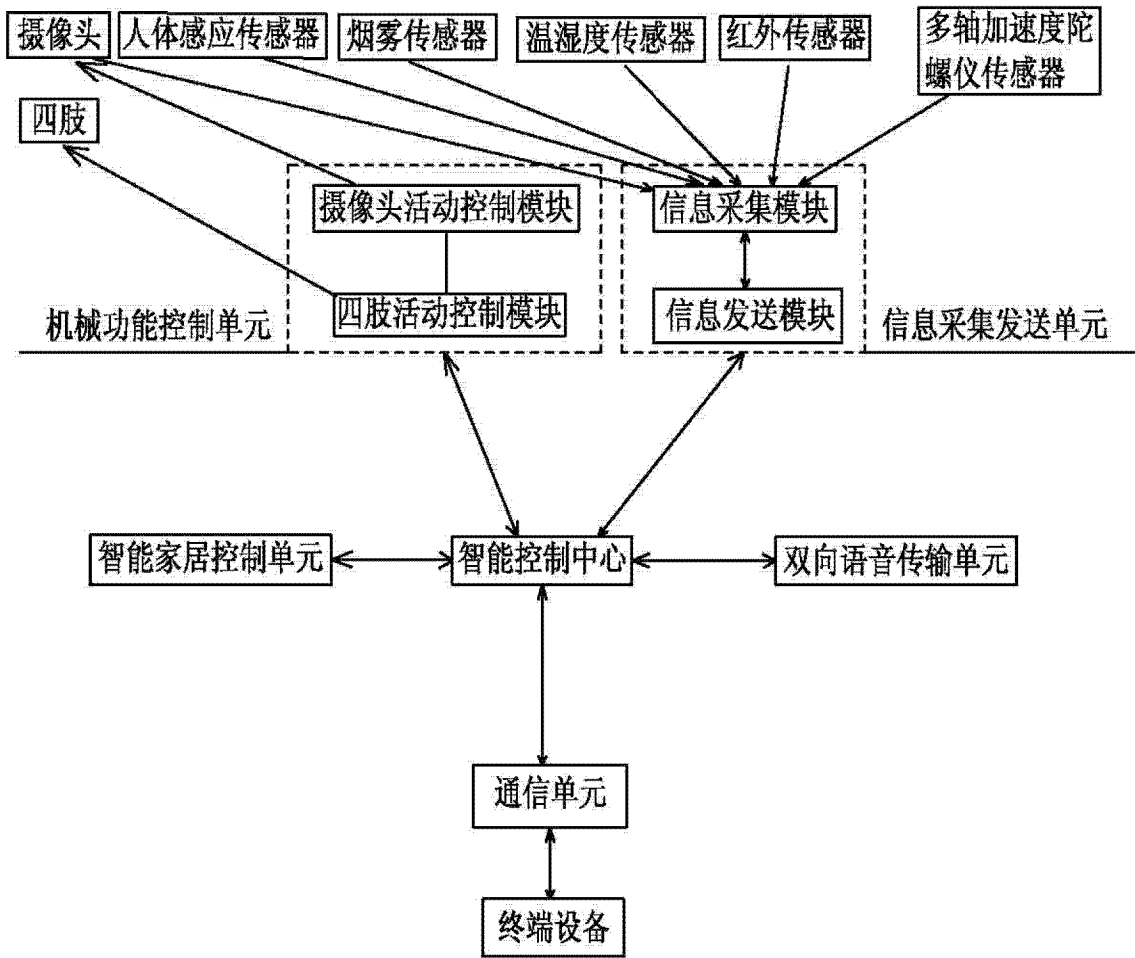 摄像头
人体感应传感器
烟雾传感器
温湿度传感器
红外传感器
多轴加速度陀
螺仪传感器
四肢
摄像头活动控制模块
信息采集模块
四肢活动控制模块
信息发送模块
机械功能控制单元
信息采集发送单元
智能家居控制单元
智能控制中心
双向语音传输单元
通信单元
终端设备